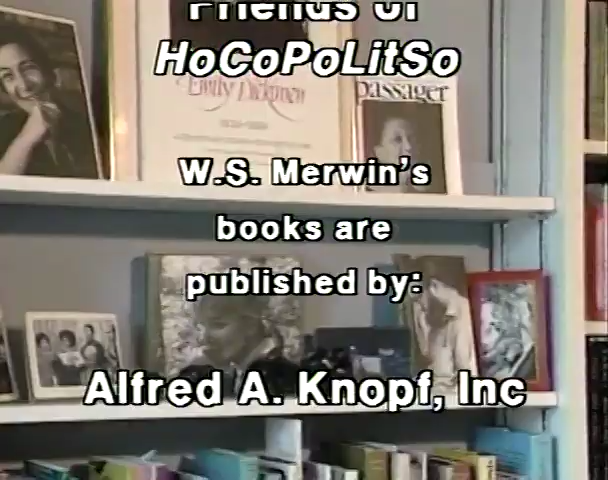 Friends of
HoCoPoLitSo
Emily Dickinson
passager
W.S. Merwin's
books are
published by:
Alfred A. Knopf, Inc